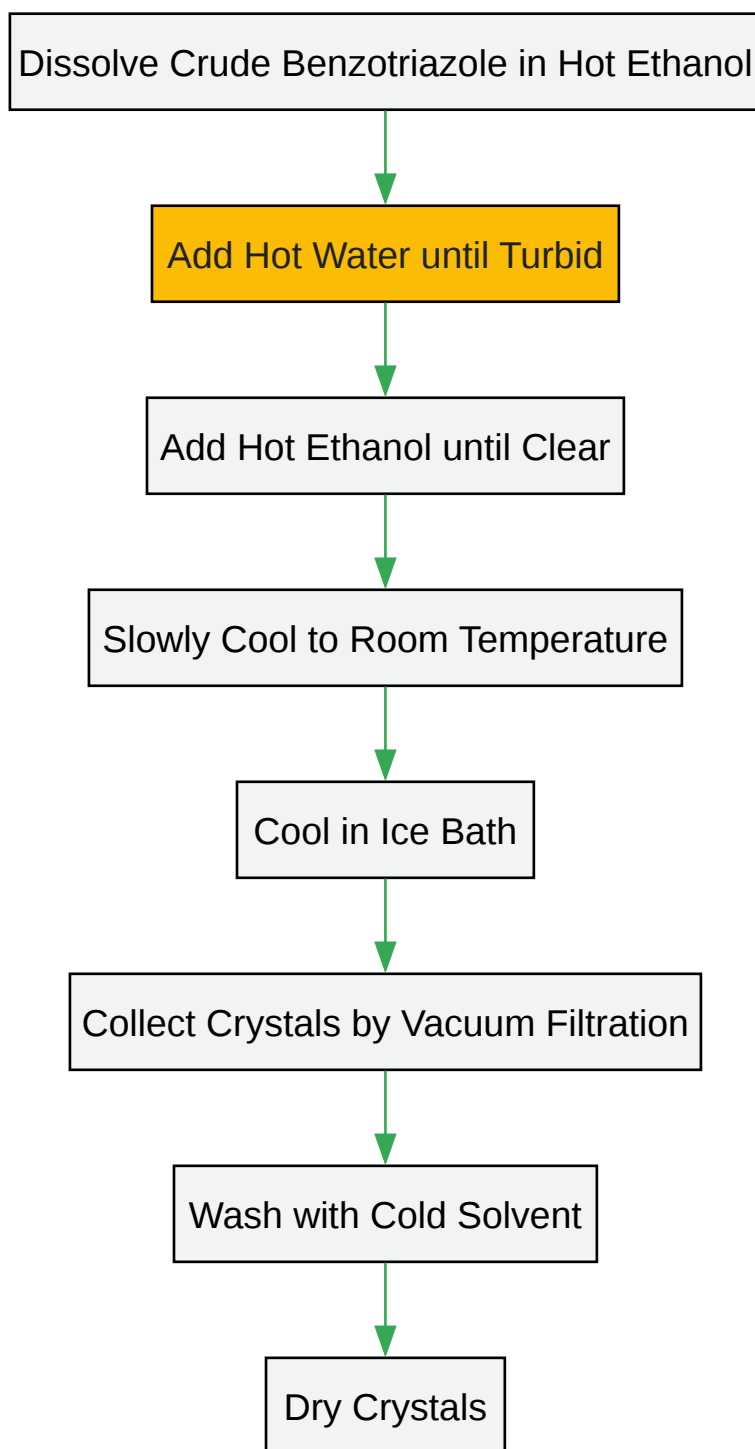 Dissolve Crude Benzotriazole in Hot Ethanol
Add Hot Water until Turbid
Add Hot Ethanol until Clear
Slowly Cool to Room Temperature
Cool in Ice Bath
Collect Crystals by Vacuum Filtration
Wash with Cold Solvent
Dry Crystals